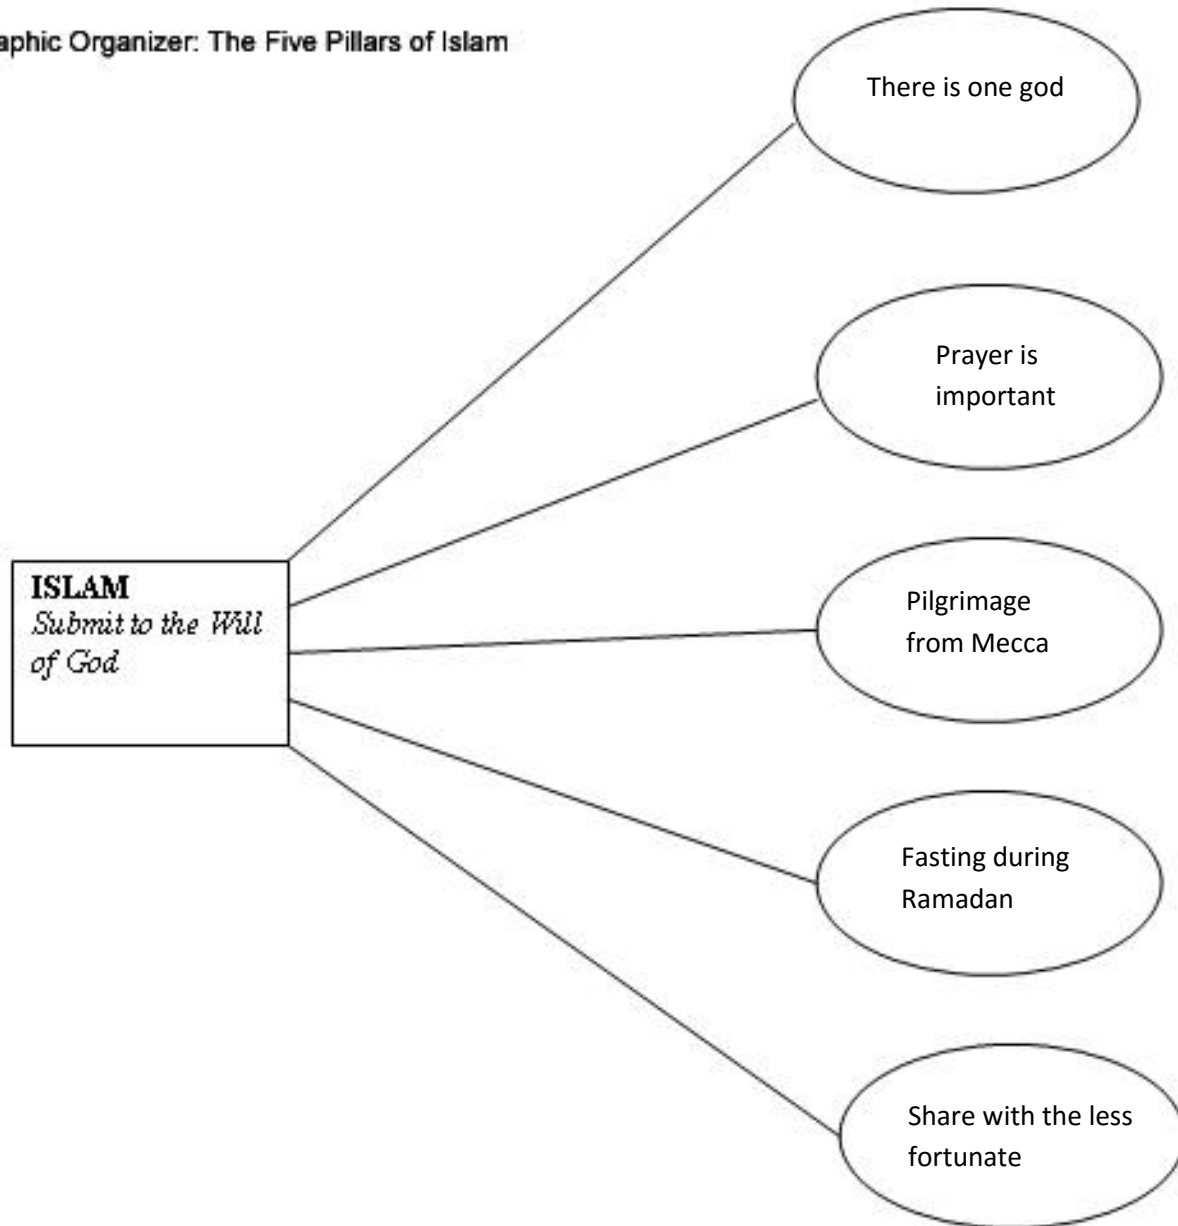 aphic Organizer: The Five Pillars of Islam
There is one god
Prayer is
important
ISLAM
Submit to the Will
of God
Pilgrimage
from Mecca
Fasting during
Ramadan
Share with the less
fortunate